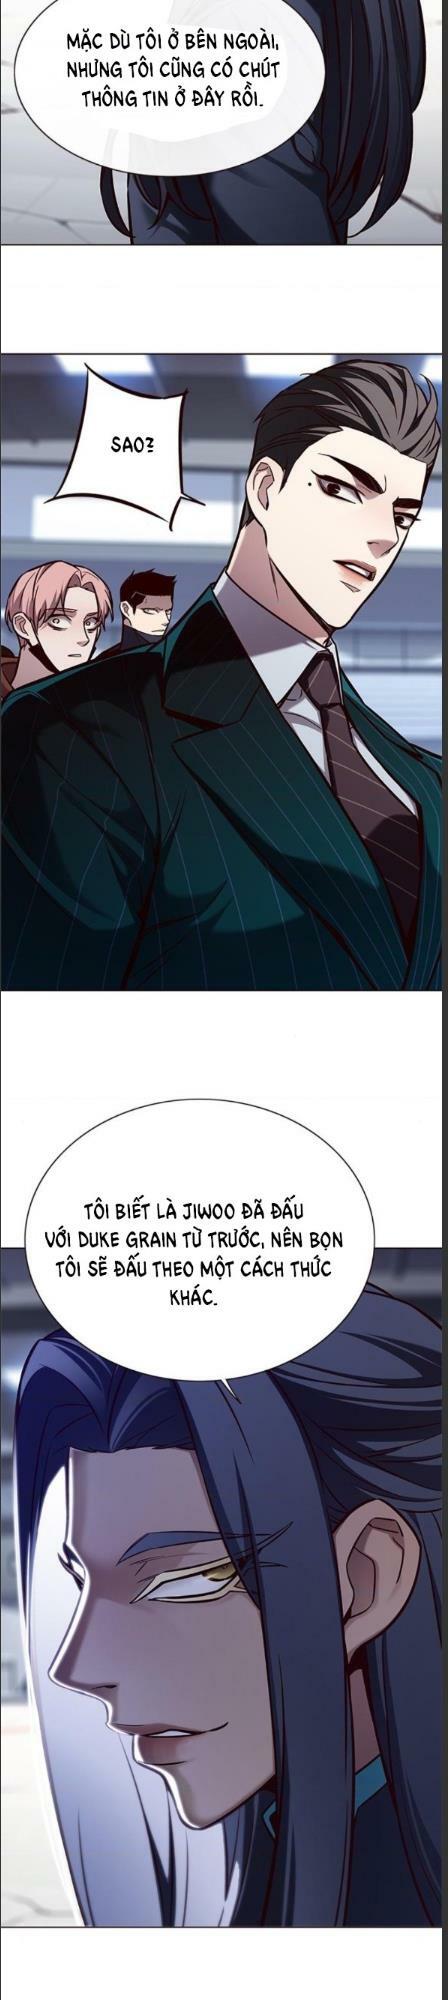 MẶC DÙ TÔI Ở BÊN NGOÀI,
NHƯNG TÔI CŨNG CÓ CHÚT
THÔNG TIN Ở ĐÂY RỒI.
SAO?
TÔI BIẾT LÀ JIWOO ĐÃ ĐẤU
VỚI DUKE GRAIN TỪ TRƯỚC, NÊN BỌN
TÔI SẼ ĐẤU THEO MỘT CÁCH THỨC
KHÁC.